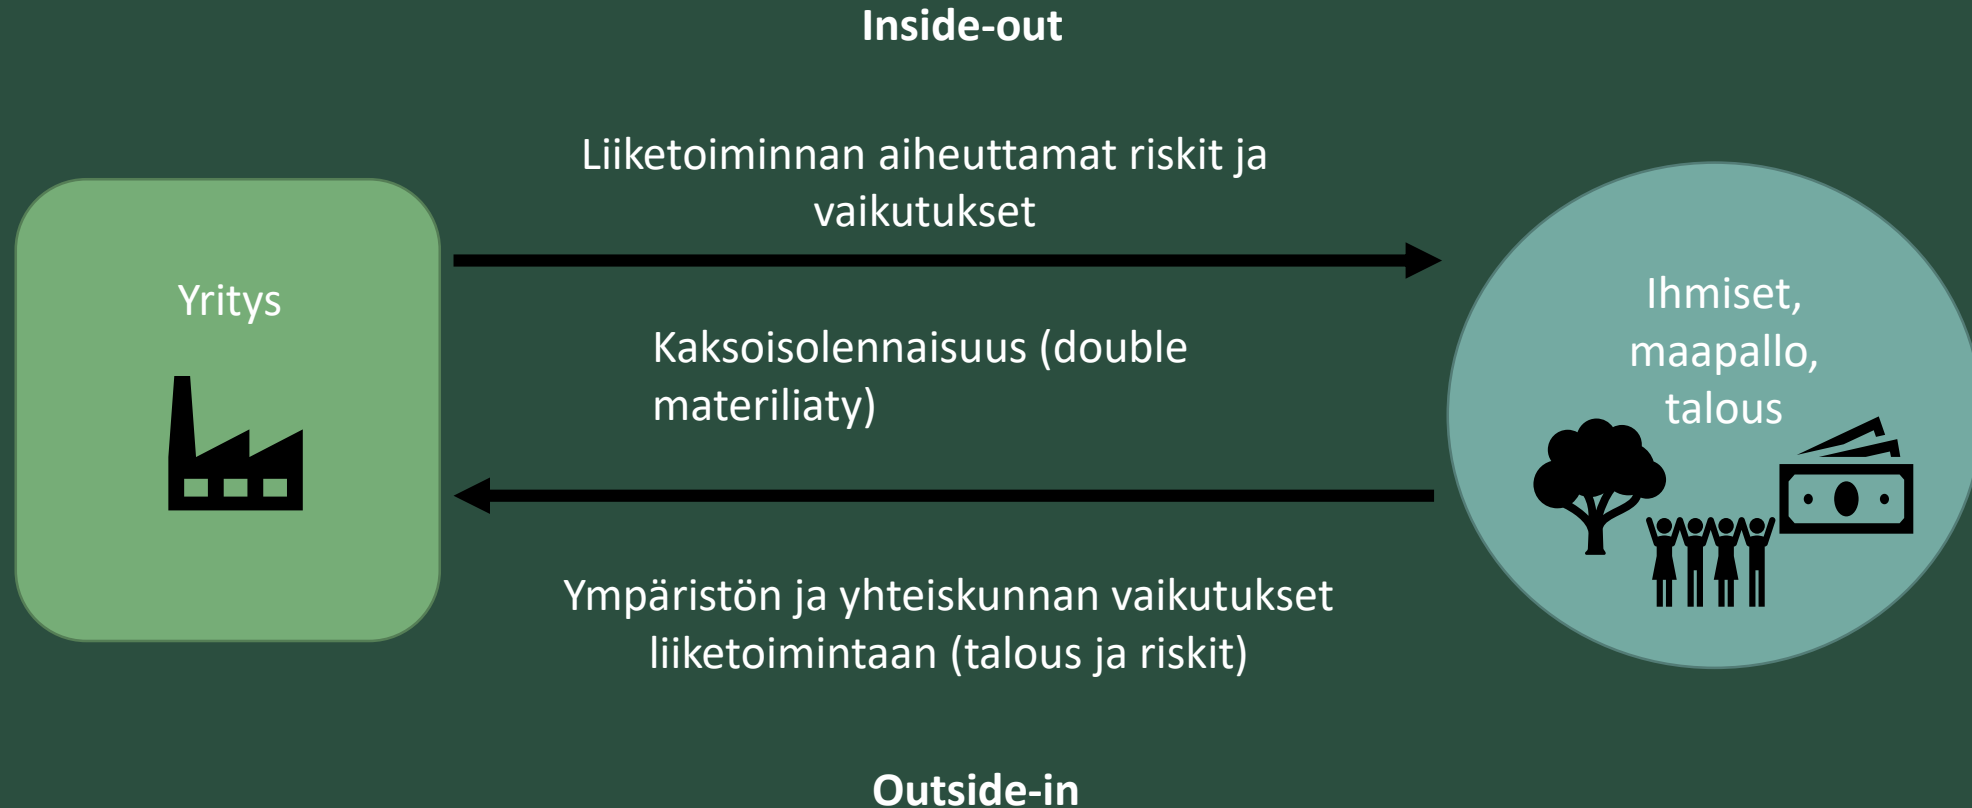 Inside-out
Liiketoiminnan aiheuttamat riskit ja
vaikutukset
Yritys
Ihmiset,
maapallo,
talous
Kaksoisolennaisuus (double
materiliaty)
Ympäristön ja yhteiskunnan vaikutukset
liiketoimintaan (talous ja riskit)
Outside-in